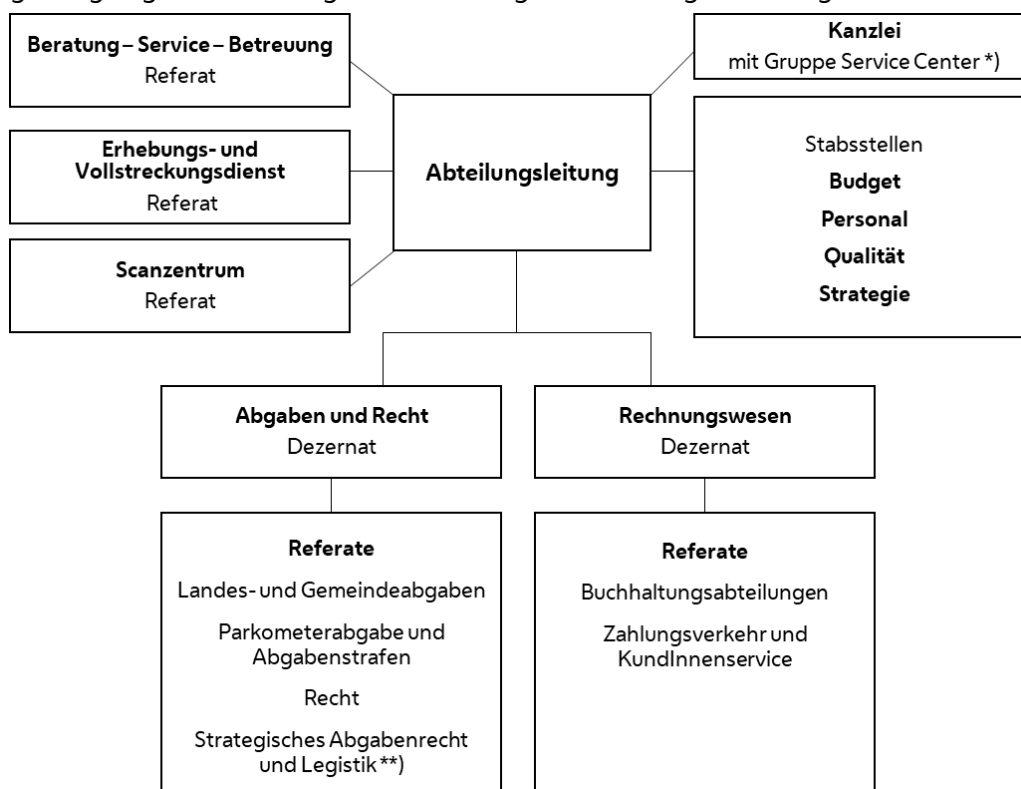 Beratung – Service – Betreuung
Referat
Erhebungs- und
Vollstreckungsdienst
Referat
Scanzentrum
Referat
Abteilungsleitung
Kanzlei
mit Gruppe Service Center *)
Stabsstellen
Budget
Personal
Qualität
Strategie
Abgaben und Recht
Dezernat
Rechnungswesen
Dezernat
Referate
Landes- und Gemeindeabgaben
Parkometerabgabe und
Abgabenstrafen
Recht
Strategisches Abgabenrecht
und Legistik **)
Referate
Buchhaltungsabteilungen
Zahlungsverkehr und
KundInnenservice